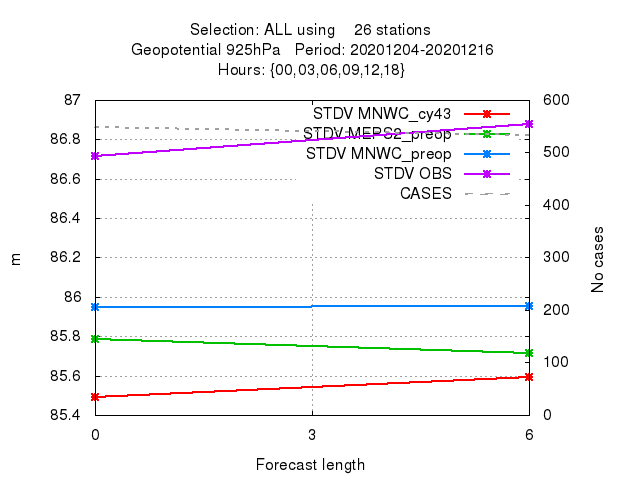 Selection: ALL using 26 stations
Geopotential 925hPa Period: 20201204-20201216
Hours: {00,03,06,09,12,18}
87 600
STDV MNWC_cy43
86.8 STDV MEPS2_preop 500
STDV MNWC_preop
86.6 STDV OBS
CASES 400
86.4
86.2 300
m No cases
86 200
85.8 100
85.6
85.4 0
0 3 6
Forecast length